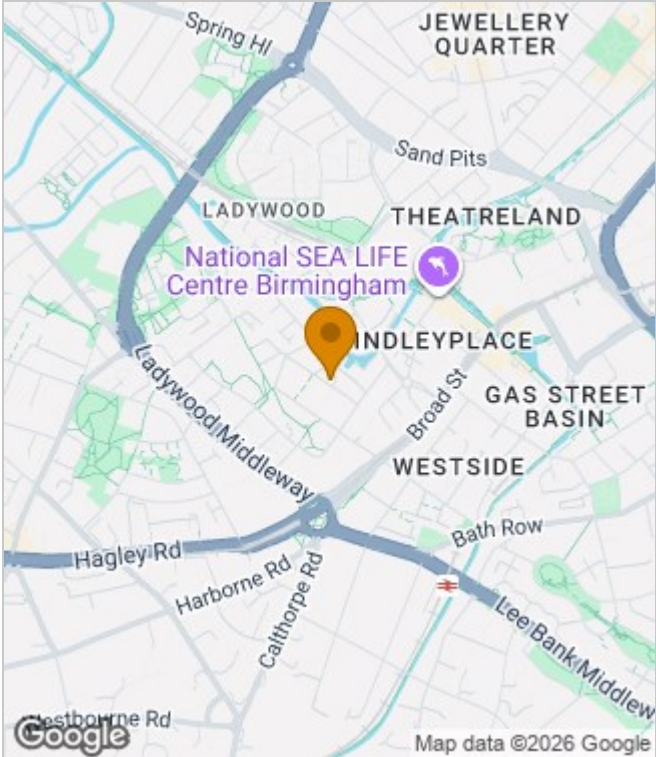 Spring Hl
JEWELLERY
QUARTER
Sand Pits
LADYWOOD
THEATRELAND
National SEA LIFE
Centre Birmingham
INDLEYPLACE
Ladywood Middleway
Broad St
GAS STREET
BASIN
WESTSIDE
Bath Row
Hagley Rd
Harborne Rd
Calthorpe Rd
Lee Bank Middlew
estbourne Rd
Google
Map data ©2026 Google